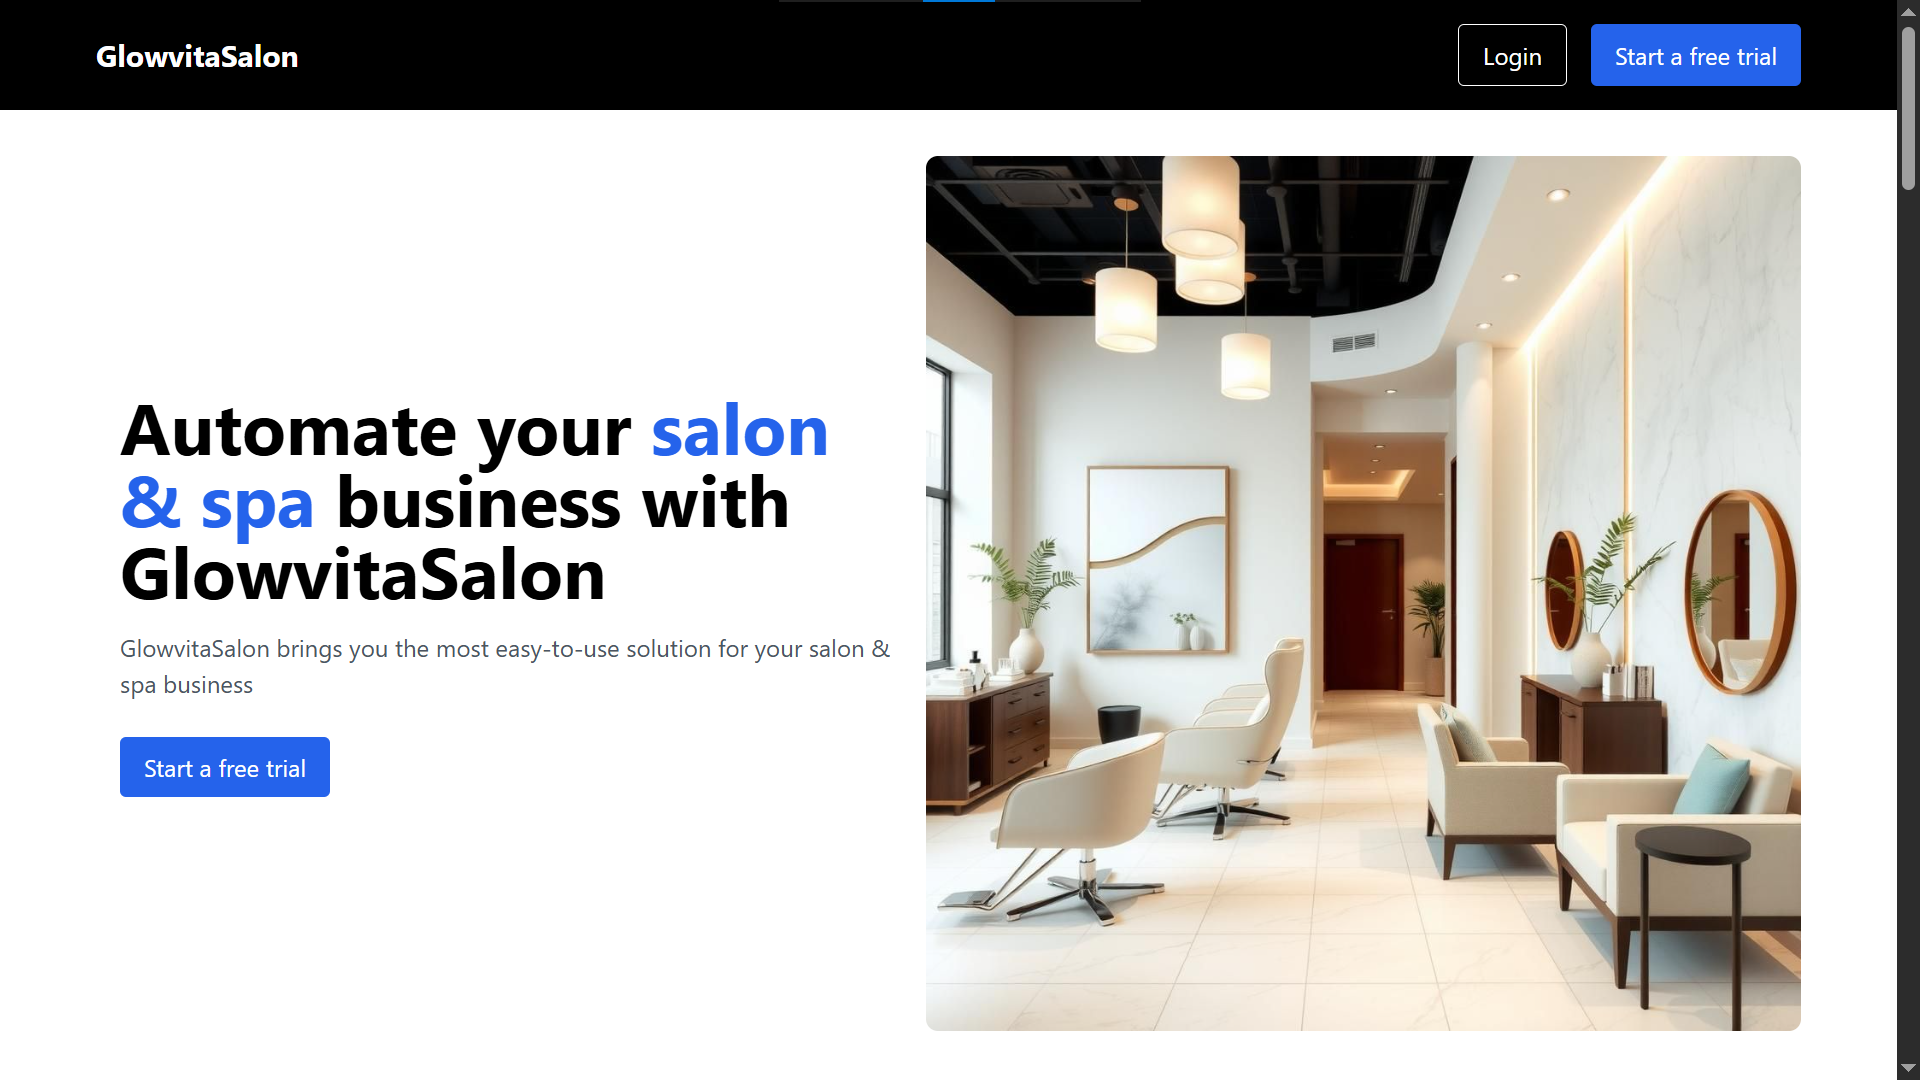 GlowvitaSalon
Login
Start a free trial
Automate your salon
& spa business with
GlowvitaSalon
GlowvitaSalon brings you the most easy-to-use solution for your salon &
spa business
Start a free trial